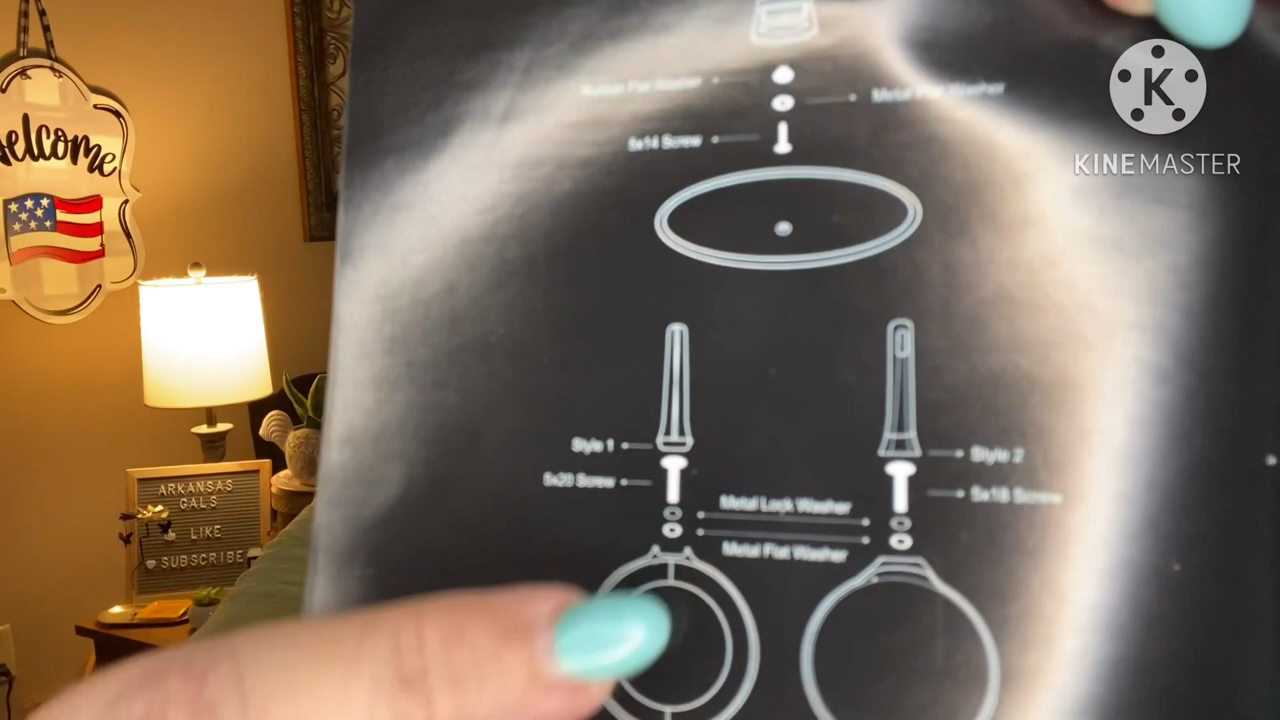 Welcome
KINEMASTER
K
Rubber Flat Washer
Metal Flat Washer
5x14 Screw
Style 1
5x20 Screw
Style 2
5x18 Screw
Metal Lock Washer
Metal Flat Washer
ARKANSAS
GALS
LIKE
SUBSCRIBE